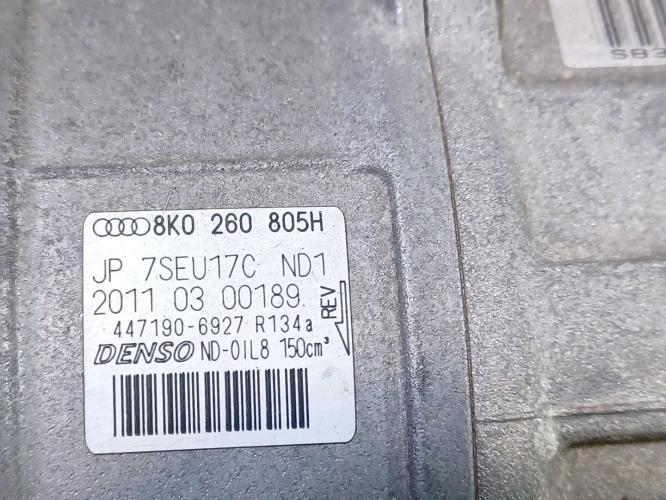 8K0 260 805H
JP 7SEU17C ND1
2011 03 00189
REV
447190-6927 R134a
DENSO ND-OIL8 150cm³